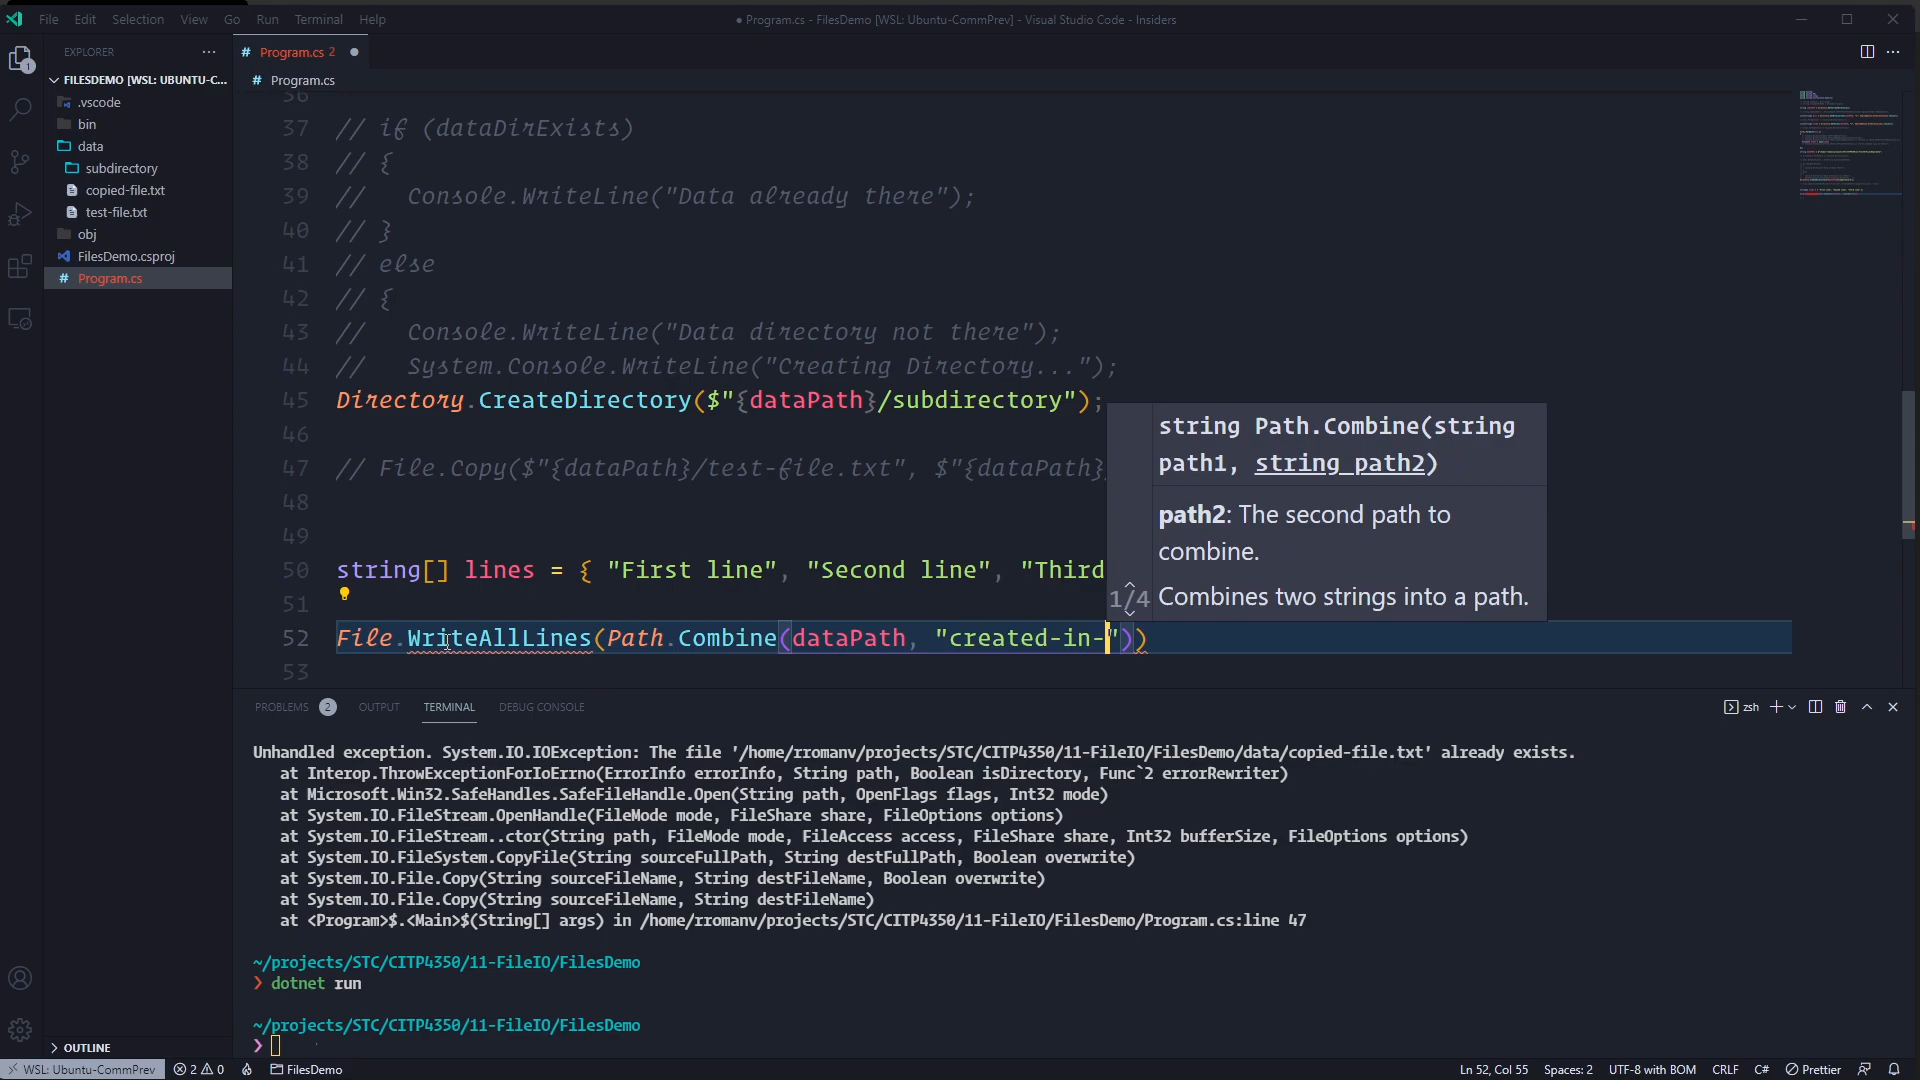 File Edit Selection View Go Run Terminal Help
● Program.cs - FilesDemo [WSL: Ubuntu-CommPrev] - Visual Studio Code - Insiders
EXPLORER
# Program.cs 2
1
FILESDEMO [WSL: UBUNTU-C...
# Program.cs
.vscode
bin
data
subdirectory
copied-file.txt
test-file.txt
obj
FilesDemo.csproj
# Program.cs
36
37 // if (dataDirExists)
38 // {
39 //   Console.WriteLine("Data already there");
40 // }
41 // else
42 // {
43 //   Console.WriteLine("Data directory not there");
44 //   System.Console.WriteLine("Creating Directory...");
45 Directory.CreateDirectory($"{dataPath}/subdirectory");
46
47 // File.Copy($"{dataPath}/test-file.txt", $"{dataPath}
48
49
50 string[] lines = { "First line", "Second line", "Third
51
52 File.WriteAllLines(Path.Combine(dataPath, "created-in-"))
53
string Path.Combine(string
path1, string path2)
path2: The second path to
combine.
1/4 Combines two strings into a path.
PROBLEMS 2 OUTPUT TERMINAL DEBUG CONSOLE
zsh
Unhandled exception. System.IO.IOException: The file '/home/rromanv/projects/STC/CITP4350/11-FileIO/FilesDemo/data/copied-file.txt' already exists.
at Interop.ThrowExceptionForIoErrno(ErrorInfo errorInfo, String path, Boolean isDirectory, Func`2 errorRewriter)
at Microsoft.Win32.SafeHandles.SafeFileHandle.Open(String path, OpenFlags flags, Int32 mode)
at System.IO.FileStream.OpenHandle(FileMode mode, FileShare share, FileOptions options)
at System.IO.FileStream..ctor(String path, FileMode mode, FileAccess access, FileShare share, Int32 bufferSize, FileOptions options)
at System.IO.FileSystem.CopyFile(String sourceFullPath, String destFullPath, Boolean overwrite)
at System.IO.File.Copy(String sourceFileName, String destFileName, Boolean overwrite)
at System.IO.File.Copy(String sourceFileName, String destFileName)
at <Program>$.<Main>$(String[] args) in /home/rromanv/projects/STC/CITP4350/11-FileIO/FilesDemo/Program.cs:line 47
~/projects/STC/CITP4350/11-FileIO/FilesDemo
❯ dotnet run
~/projects/STC/CITP4350/11-FileIO/FilesDemo
❯
OUTLINE
WSL: Ubuntu-CommPrev 2 0 FilesDemo Ln 52, Col 55 Spaces: 2 UTF-8 with BOM CRLF C# Prettier